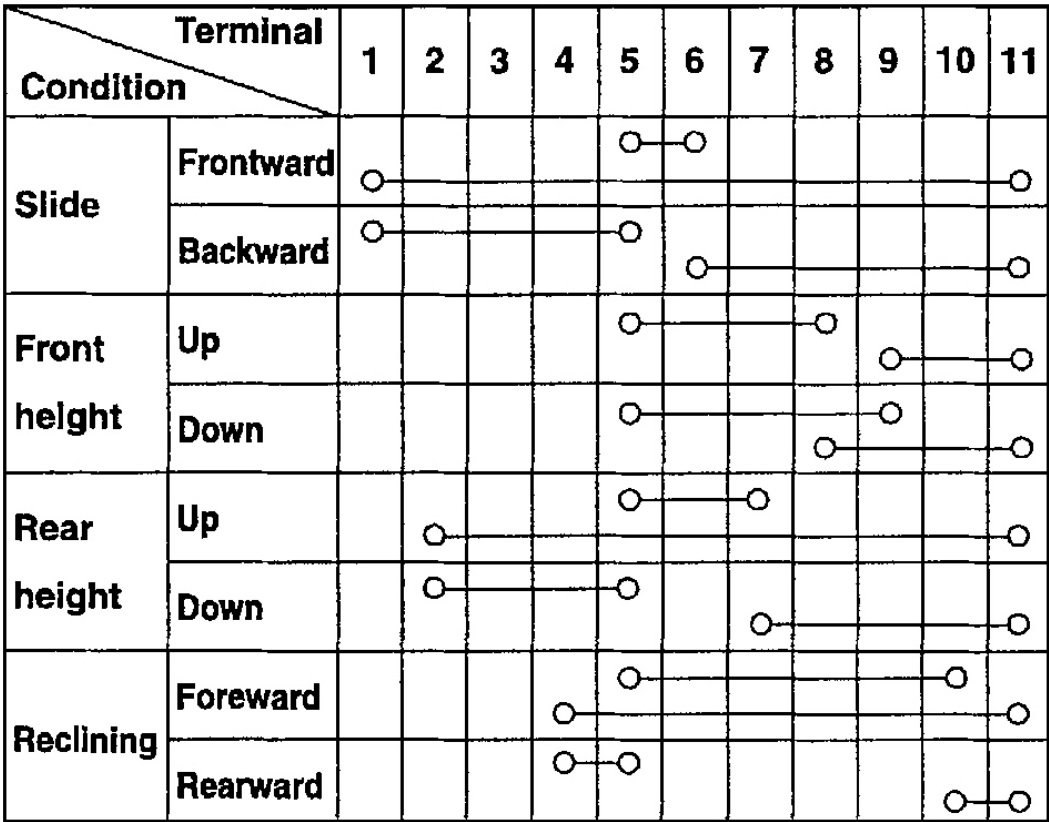 Terminal
Condition
1 2 3 4 5 6 7 8 9 10 11
Slide
Frontward
Backward
Front height
Up
Down
Rear height
Up
Down
Reclining
Foreward
Rearward